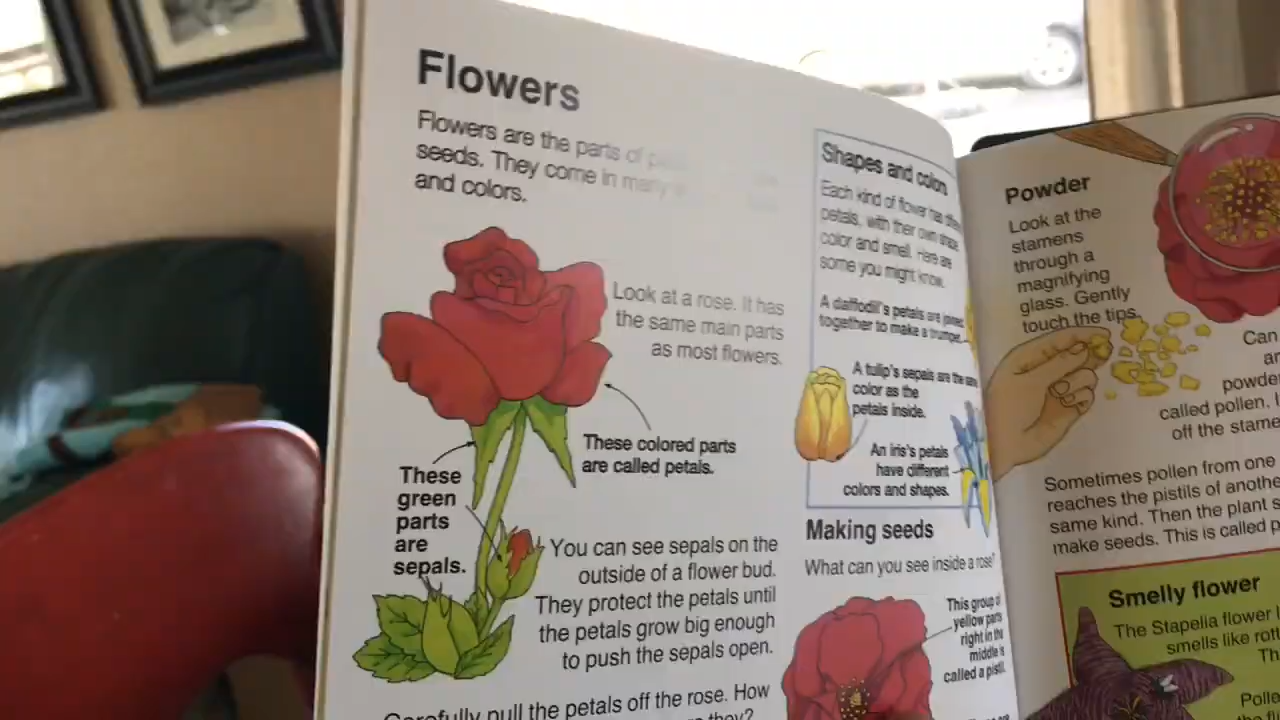 Flowers
Flowers are the parts of
seeds. They come in many
and colors.
Look at a rose. It has
the same main parts
as most flowers.
These colored parts
are called petals.
These
green
parts
are
sepals.
You can see sepals on the
outside of a flower bud.
They protect the petals until
the petals grow big enough
to push the sepals open.
Carefully pull the petals off the rose. How
they?
Shapes and colors
Each kind of flower has
petals, with their own shape,
color and smell. Here are
some you might know.
A daffodil's petals are joined
together to make a trumpet.
A tulip's sepals are the same
color as the
petals inside.
An iris's petals
have different
colors and shapes.
Making seeds
What can you see inside a rose?
This group of
yellow parts
right in the
middle is
called a pistil.
Powder
Look at the
stamens
through a
magnifying
glass. Gently
touch the tips.
Can
powder
called pollen.
off the
Sometimes pollen from one
reaches the pistils of
same kind. Then the plant
make seeds. This is called
Smelly flower
The Stapelia flower
smells like